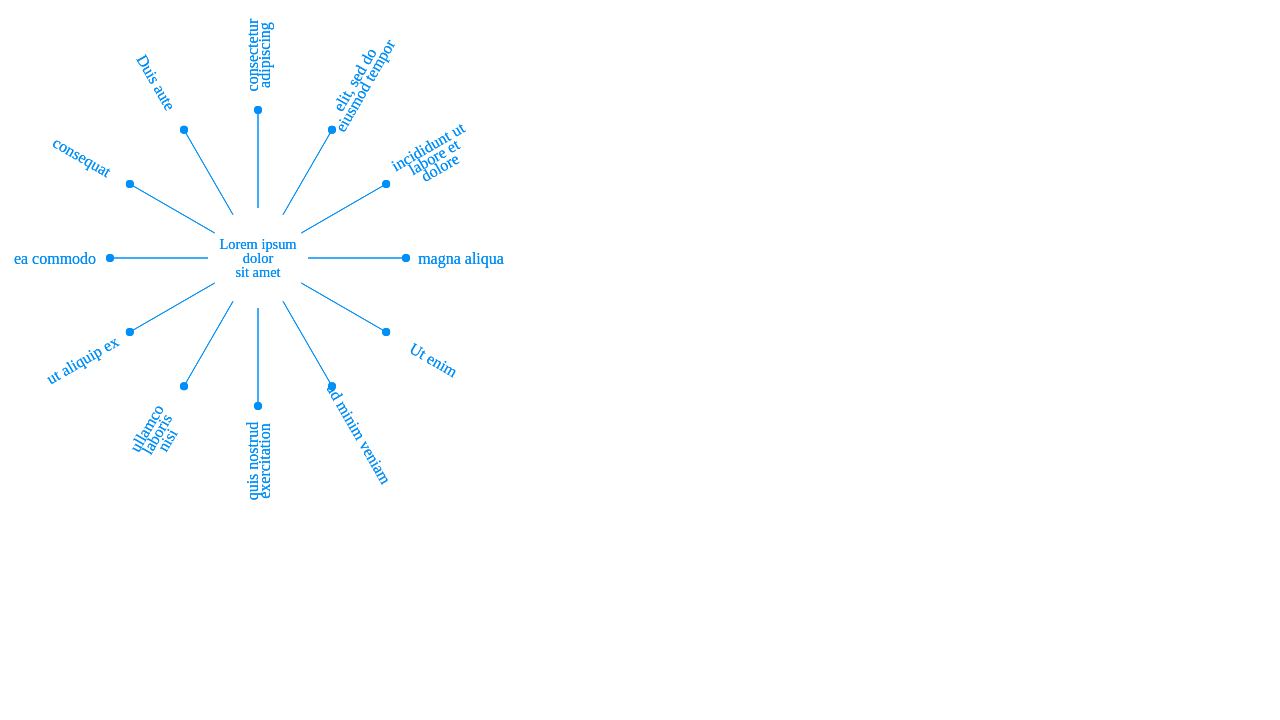 Lorem ipsum
dolor
sit amet
consectetur
adipiscing
elit, sed do
eiusmod tempor
incididunt ut
labore et
dolore
magna aliqua
Ut enim
ad minim veniam
quis nostrud
exercitation
ullamco
laboris
nisi
ut aliquip ex
ea commodo
consequat
Duis aute